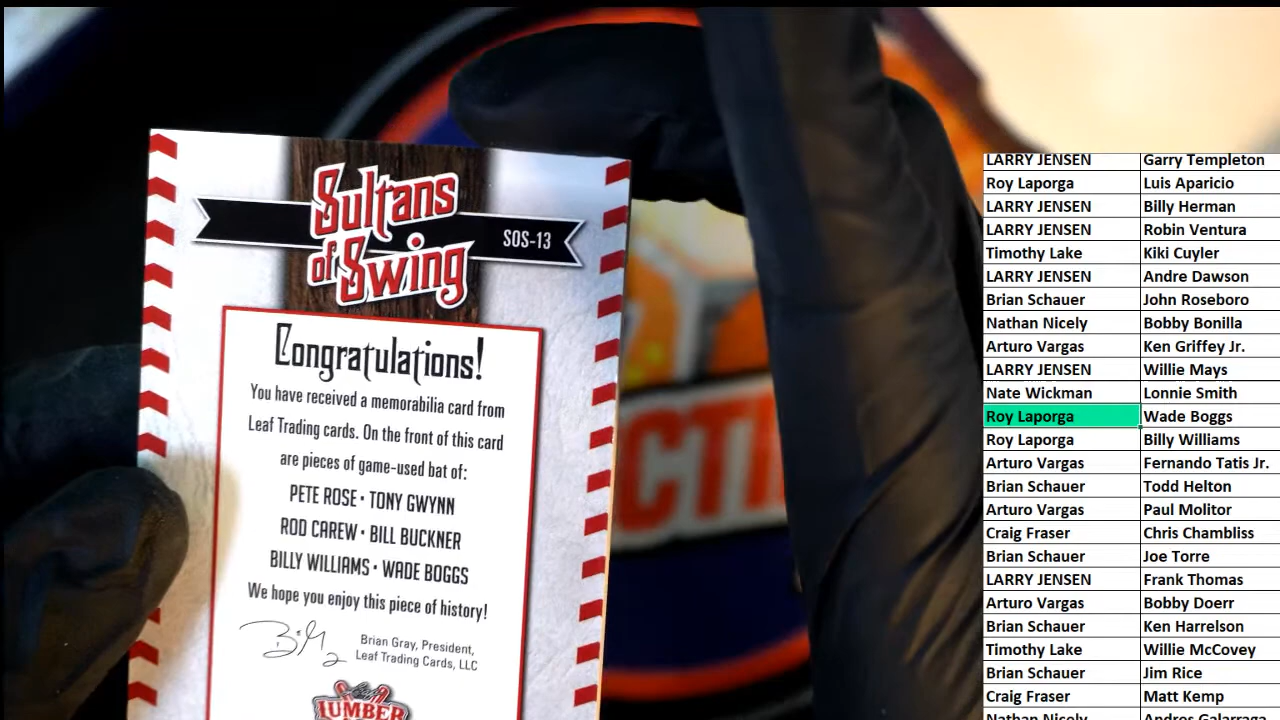 Sultans
of Swing
SOS-13
Congratulations!
You have received a memorabilia card from
Leaf Trading cards. On the front of this card
are pieces of game-used bat of:
PETE ROSE • TONY GWYNN
ROD CAREW • BILL BUCKNER
BILLY WILLIAMS • WADE BOGGS
We hope you enjoy this piece of history!
Brian Gray, President,
Leaf Trading Cards, LLC
Leaf
LUMBER
LARRY JENSEN Garry Templeton
Roy Laporga Luis Aparicio
LARRY JENSEN Billy Herman
LARRY JENSEN Robin Ventura
Timothy Lake Kiki Cuyler
LARRY JENSEN Andre Dawson
Brian Schauer John Roseboro
Nathan Nicely Bobby Bonilla
Arturo Vargas Ken Griffey Jr.
LARRY JENSEN Willie Mays
Nate Wickman Lonnie Smith
Roy Laporga Wade Boggs
Roy Laporga Billy Williams
Arturo Vargas Fernando Tatis Jr.
Brian Schauer Todd Helton
Arturo Vargas Paul Molitor
Craig Fraser Chris Chambliss
Brian Schauer Joe Torre
LARRY JENSEN Frank Thomas
Arturo Vargas Bobby Doerr
Brian Schauer Ken Harrelson
Timothy Lake Willie McCovey
Brian Schauer Jim Rice
Craig Fraser Matt Kemp
Nathan Nicely Andres Galarraga